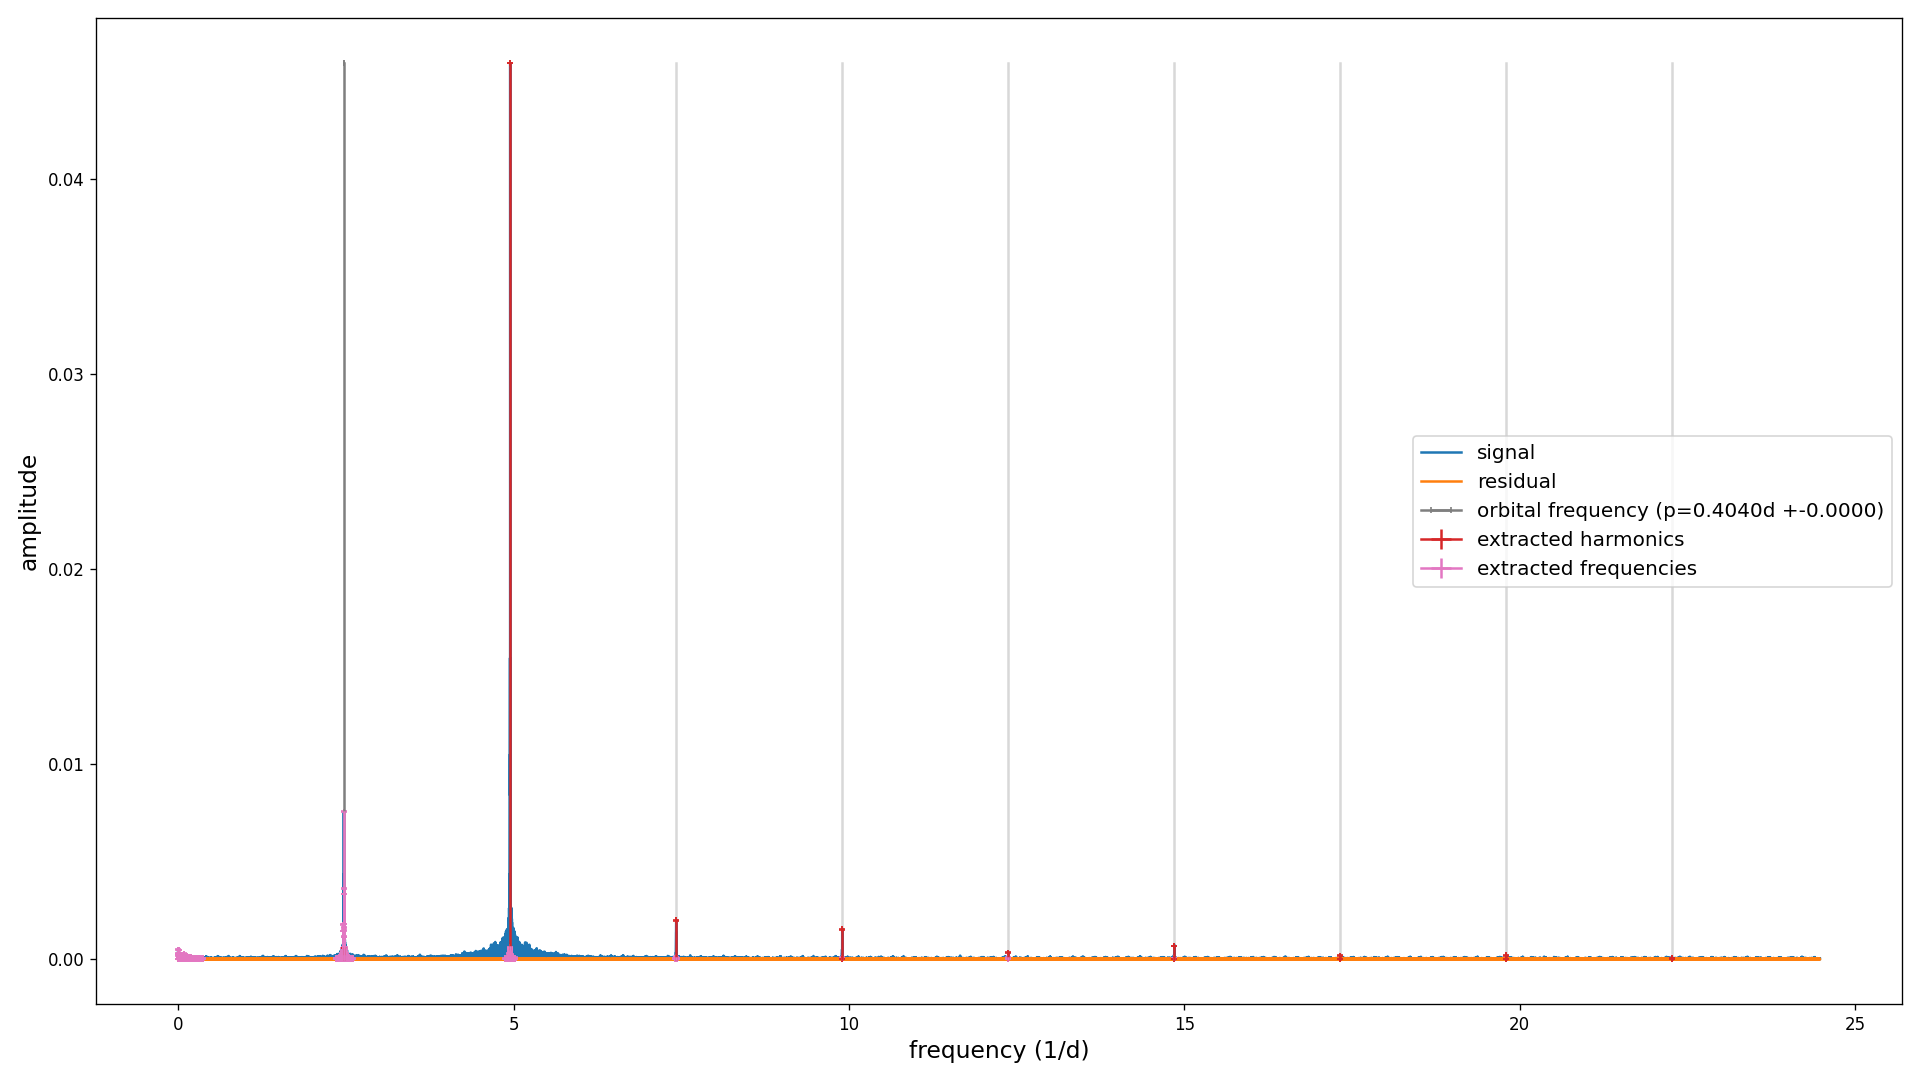 amplitude
0.04
0.03
0.02
0.01
0.00
signal
residual
orbital frequency (p=0.4040d +-0.0000)
extracted harmonics
extracted frequencies
0 5 10 15 20 25
frequency (1/d)